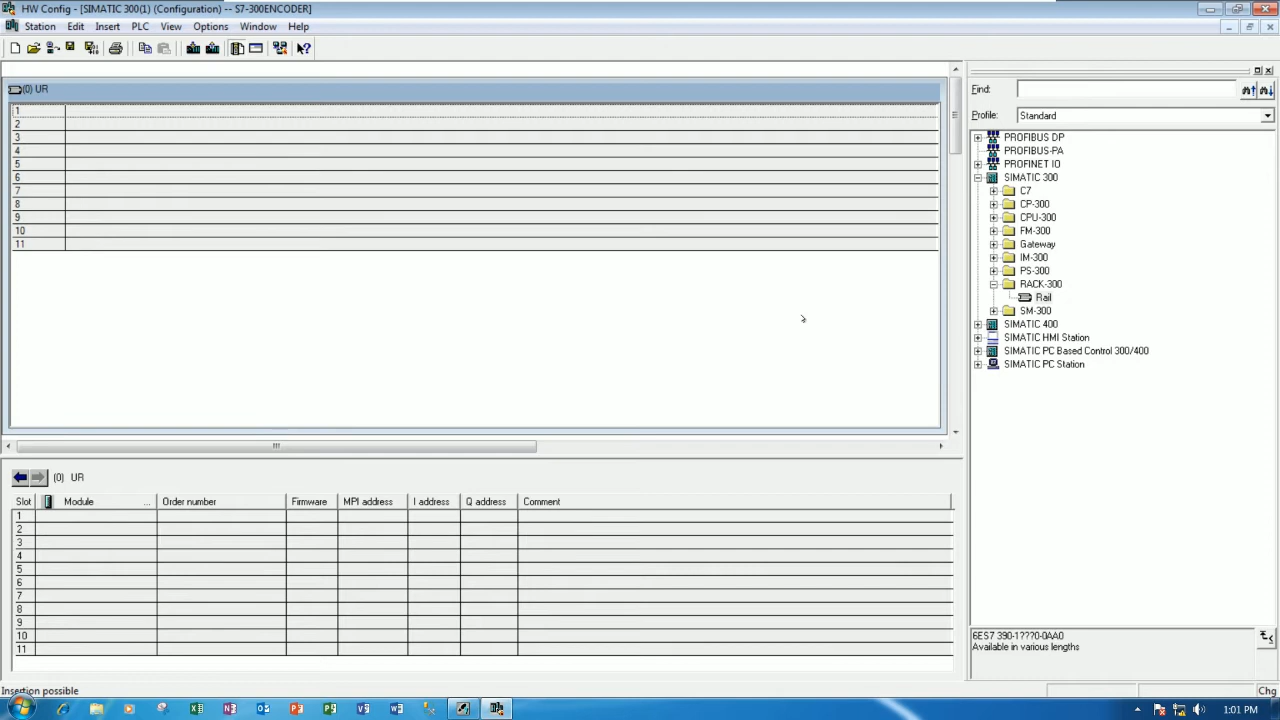 HW Config - [SIMATIC 300(1) (Configuration) -- S7-300ENCODER]
Station Edit Insert PLC View Options Window Help
(0) UR
1
2
3
4
5
6
7
8
9
10
11
(0) UR
Slot Module ... Order number Firmware MPI address I address Q address Comment
1
2
3
4
5
6
7
8
9
10
11
Find:
Profile: Standard
PROFIBUS DP
PROFIBUS-PA
PROFINET IO
SIMATIC 300
C7
CP-300
CPU-300
FM-300
Gateway
IM-300
PS-300
RACK-300
Rail
SM-300
SIMATIC 400
SIMATIC HMI Station
SIMATIC PC Based Control 300/400
SIMATIC PC Station
6ES7 390-1???0-0AA0
Available in various lengths
Insertion possible
Chg
1:01 PM